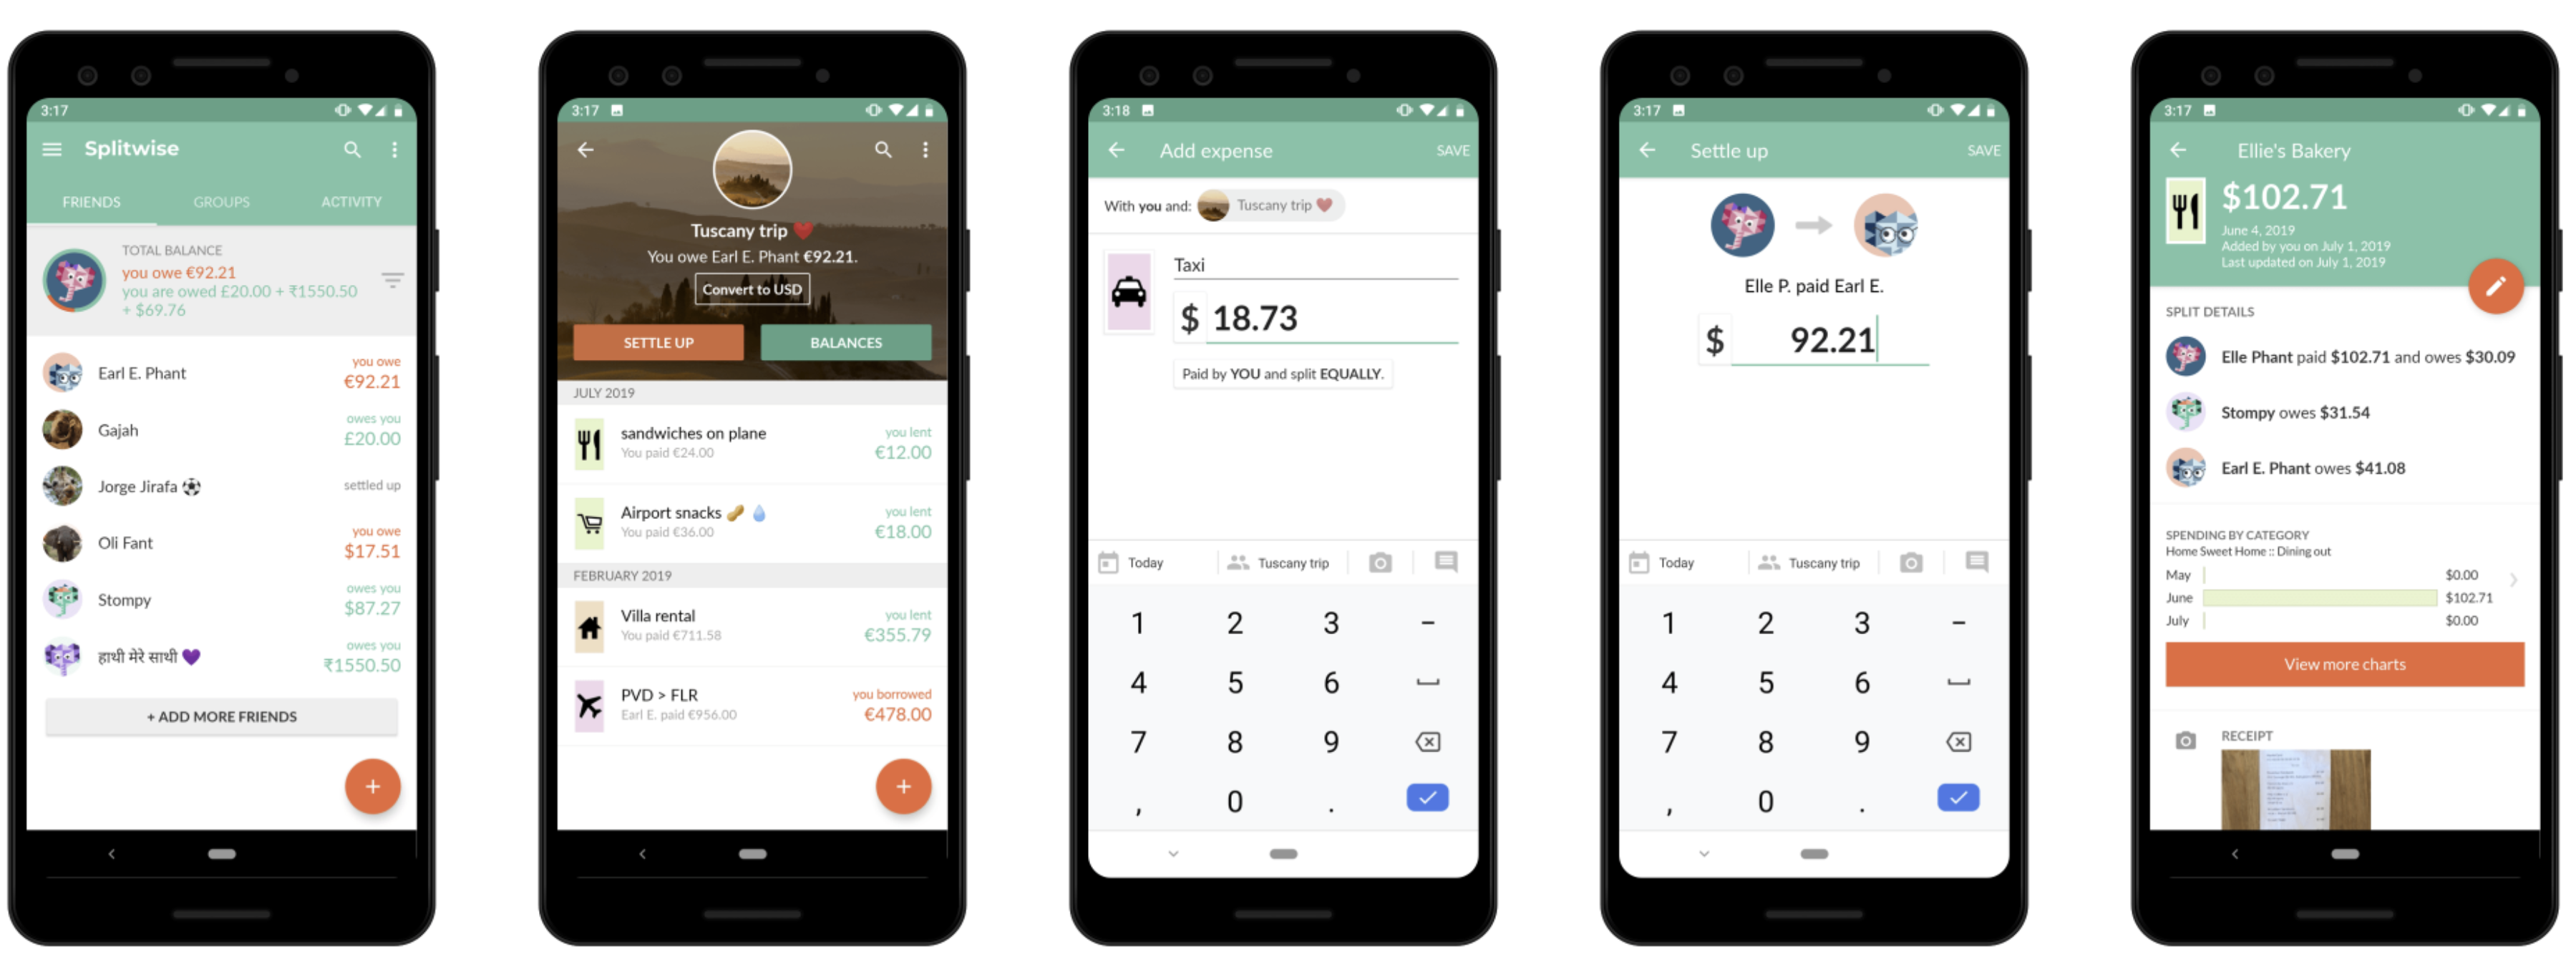 3:17
Splitwise
FRIENDS GROUPS ACTIVITY
TOTAL BALANCE
you owe €92.21
you are owed £20.00 + ₹1550.50
+ $69.76
Earl E. Phant you owe €92.21
Gajah owes you £20.00
Jorge Jirafa ⚽ settled up
Oli Fant you owe $17.51
Stompy owes you $87.27
हाथी मेरे साथी 💜 owes you ₹1550.50
+ ADD MORE FRIENDS
3:17
Tuscany trip ❤️
You owe Earl E. Phant €92.21.
Convert to USD
SETTLE UP BALANCES
JULY 2019
sandwiches on plane you lent
You paid €24.00 €12.00
Airport snacks 🥜 💧 you lent
You paid €36.00 €18.00
FEBRUARY 2019
Villa rental you lent
You paid €711.58 €355.79
PVD > FLR you borrowed
Earl E. paid €956.00 €478.00
3:18
Add expense SAVE
With you and: Tuscany trip ❤️
Taxi
$ 18.73
Paid by YOU and split EQUALLY.
Today Tuscany trip
1 2 3 –
4 5 6
7 8 9
, 0 .
3:17
Settle up SAVE
Elle P. paid Earl E.
$ 92.21
Today Tuscany trip
1 2 3 –
4 5 6
7 8 9
, 0 .
3:17
Ellie's Bakery
$102.71
June 4, 2019
Added by you on July 1, 2019
Last updated on July 1, 2019
SPLIT DETAILS
Elle Phant paid $102.71 and owes $30.09
Stompy owes $31.54
Earl E. Phant owes $41.08
SPENDING BY CATEGORY
Home Sweet Home :: Dining out
May $0.00
June $102.71
July $0.00
View more charts
RECEIPT